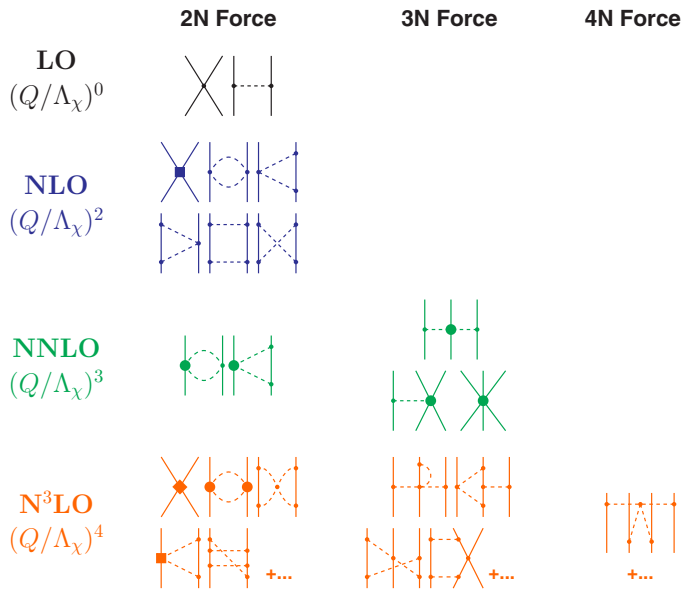 2N Force 3N Force 4N Force
LO
(Q/Λχ)⁰
NLO
(Q/Λχ)²
NNLO
(Q/Λχ)³
N³LO
(Q/Λχ)⁴
+... +...
+...